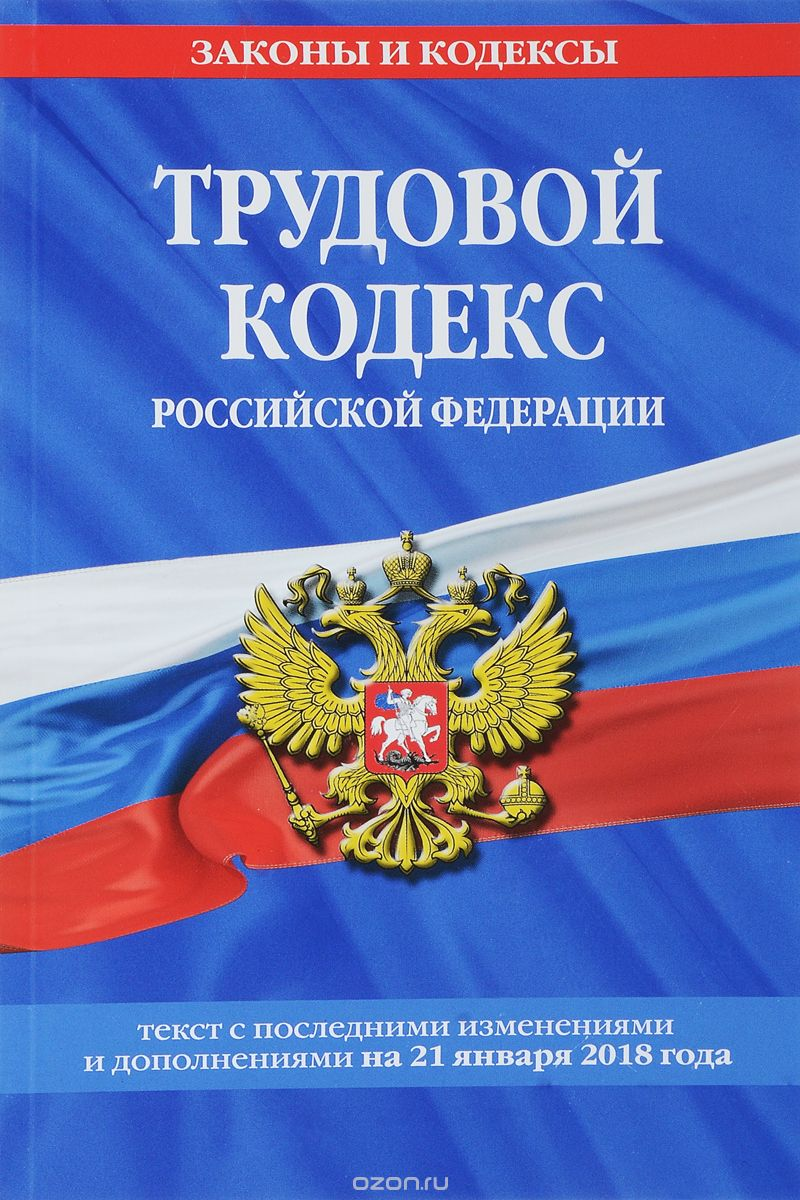 ЗАКОНЫ И КОДЕКСЫ
ТРУДОВОЙ
КОДЕКС
РОССИЙСКОЙ ФЕДЕРАЦИИ
текст с последними изменениями
и дополнениями на 21 января 2018 года
ozon.ru